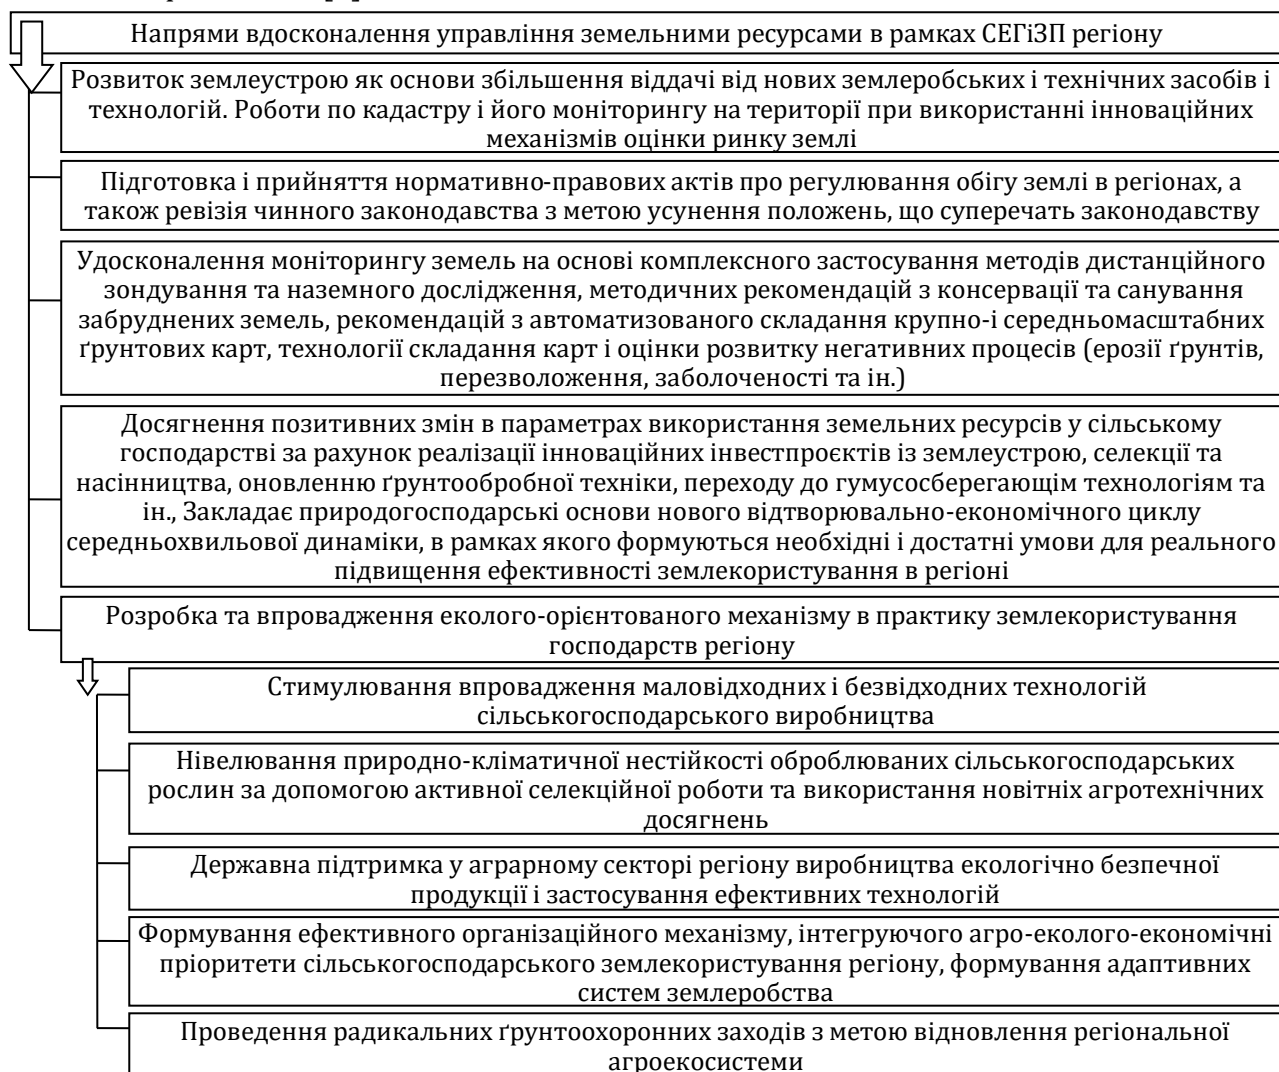 Напрями вдосконалення управління земельними ресурсами в рамках СЕГіЗП регіону
Розвиток землеустрою як основи збільшення віддачі від нових землеробських і технічних засобів і
технологій. Роботи по кадастру і його моніторингу на території при використанні інноваційних
механізмів оцінки ринку землі
Підготовка і прийняття нормативно-правових актів про регулювання обігу землі в регіонах, а
також ревізія чинного законодавства з метою усунення положень, що суперечать законодавству
Удосконалення моніторингу земель на основі комплексного застосування методів дистанційного
зондування та наземного дослідження, методичних рекомендацій з консервації та санування
забруднених земель, рекомендацій з автоматизованого складання крупно-і середньомасштабних
ґрунтових карт, технології складання карт і оцінки розвитку негативних процесів (ерозії ґрунтів,
перезволоження, заболоченості та ін.)
Досягнення позитивних змін в параметрах використання земельних ресурсів у сільському
господарстві за рахунок реалізації інноваційних інвестпроєктів із землеустрою, селекції та
насінництва, оновленню ґрунтообробної техніки, переходу до гумусосберегающім технологіям та
ін., Закладає природогосподарські основи нового відтворювально-економічного циклу
середньохвильової динаміки, в рамках якого формуються необхідні і достатні умови для реального
підвищення ефективності землекористування в регіоні
Розробка та впровадження еколого-орієнтованого механізму в практику землекористування
господарств регіону
Стимулювання впровадження маловідходних і безвідходних технологій
сільськогосподарського виробництва
Нівелювання природно-кліматичної нестійкості оброблюваних сільськогосподарських
рослин за допомогою активної селекційної роботи та використання новітніх агротехнічних
досягнень
Державна підтримка у аграрному секторі регіону виробництва екологічно безпечної
продукції і застосування ефективних технологій
Формування ефективного організаційного механізму, інтегруючого агро-еколого-економічні
пріоритети сільськогосподарського землекористування регіону, формування адаптивних
систем землеробства
Проведення радикальних ґрунтоохоронних заходів з метою відновлення регіональної
агроекосистеми